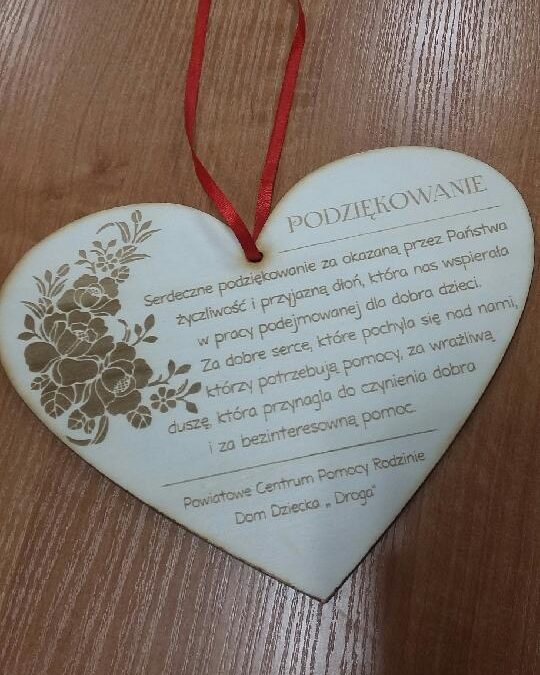 PODZIĘKOWANIE
Serdeczne podziękowanie za okazaną przez Państwa
życzliwość i przyjazną dłoń, która nas wspierała
w pracy podejmowanej dla dobra dzieci.
Za dobre serce, które pochyla się nad nami,
którzy potrzebują pomocy, za wrażliwą
duszę, która przynagla do czynienia dobra
i za bezinteresowną pomoc.
Powiatowe Centrum Pomocy Rodzinie
Dom Dziecka „ Droga"